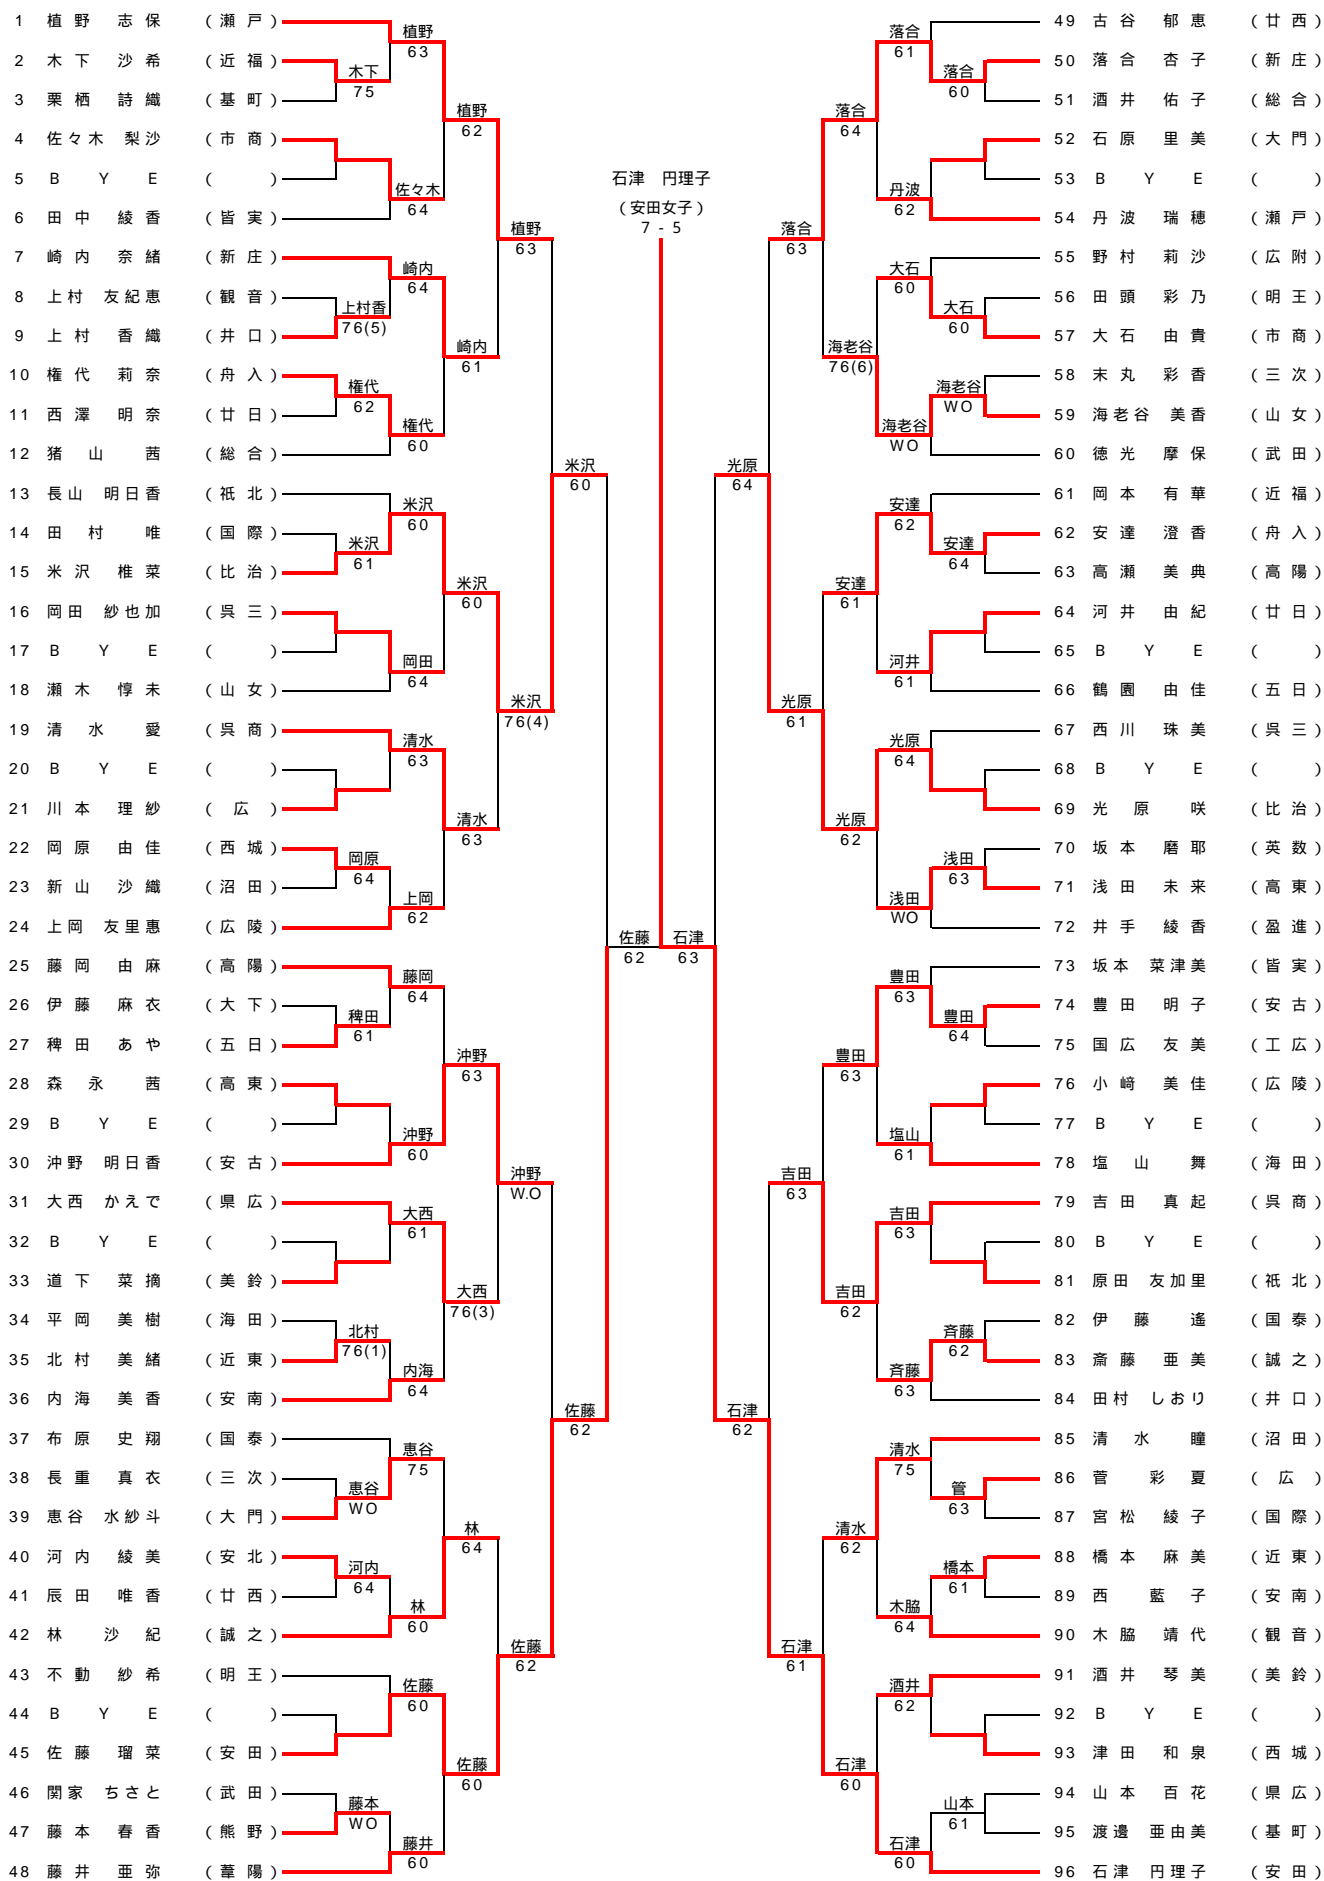 1 植野 志保 (瀬戸)
2 木下 沙希 (近福)
3 栗栖 詩織 (基町)
4 佐々木 梨沙 (市商)
5 B Y E ( )
6 田中 綾香 (皆実)
7 崎内 奈緒 (新庄)
8 上村 友紀恵 (観音)
9 上村 香織 (井口)
10 権代 莉奈 (舟入)
11 西澤 明奈 (廿日)
12 猪山 茜 (総合)
13 長山 明日香 (祇北)
14 田村 唯 (国際)
15 米沢 椎菜 (比治)
16 岡田 紗也加 (呉三)
17 B Y E ( )
18 瀬木 惇未 (山女)
19 清水 愛 (呉商)
20 B Y E ( )
21 川本 理紗 (広)
22 岡原 由佳 (西城)
23 新山 沙織 (沼田)
24 上岡 友里惠 (広陵)
25 藤岡 由麻 (高陽)
26 伊藤 麻衣 (大下)
27 稗田 あや (五日)
28 森永 茜 (高東)
29 B Y E ( )
30 沖野 明日香 (安古)
31 大西 かえで (県広)
32 B Y E ( )
33 道下 菜摘 (美鈴)
34 平岡 美樹 (海田)
35 北村 美緒 (近東)
36 内海 美香 (安南)
37 布原 史翔 (国泰)
38 長重 真衣 (三次)
39 恵谷 水紗斗 (大門)
40 河内 綾美 (安北)
41 辰田 唯香 (廿西)
42 林 沙紀 (誠之)
43 不動 紗希 (明王)
44 B Y E ( )
45 佐藤 瑠菜 (安田)
46 関家 ちさと (武田)
47 藤本 春香 (熊野)
48 藤井 亜弥 (葦陽)
木下
75
上村香
76(5)
権代
62
米沢
61
岡原
64
稗田
61
北村
76(1)
恵谷
WO
河内
64
藤本
WO
植野
63
佐々木
64
崎内
64
権代
60
米沢
60
岡田
64
清水
63
上岡
62
藤岡
64
沖野
60
大西
61
内海
64
恵谷
75
林
60
佐藤
60
藤井
60
植野
62
崎内
61
米沢
60
清水
63
沖野
63
大西
76(3)
林
64
佐藤
60
植野
63
米沢
76(4)
沖野
W.O
佐藤
62
米沢
60
佐藤
62
佐藤
62
石津 円理子
(安田女子)
7 - 5
石津
63
光原
64
石津
62
落合
63
光原
61
吉田
63
石津
61
落合
64
海老谷
76(6)
安達
61
光原
62
豊田
63
吉田
62
清水
62
石津
60
落合
61
丹波
62
大石
60
海老谷
WO
安達
62
河井
61
光原
64
浅田
WO
豊田
63
塩山
61
吉田
63
斉藤
63
清水
75
木脇
64
酒井
62
石津
60
落合
60
大石
60
海老谷
WO
安達
64
浅田
63
豊田
64
斉藤
62
管
63
橋本
61
山本
61
49 古谷 郁恵 (廿西)
50 落合 杏子 (新庄)
51 酒井 佑子 (総合)
52 石原 里美 (大門)
53 B Y E ( )
54 丹波 瑞穂 (瀬戸)
55 野村 莉沙 (広附)
56 田頭 彩乃 (明王)
57 大石 由貴 (市商)
58 末丸 彩香 (三次)
59 海老谷 美香 (山女)
60 徳光 摩保 (武田)
61 岡本 有華 (近福)
62 安達 澄香 (舟入)
63 高瀬 美典 (高陽)
64 河井 由紀 (廿日)
65 B Y E ( )
66 鶴園 由佳 (五日)
67 西川 珠美 (呉三)
68 B Y E ( )
69 光原 咲 (比治)
70 坂本 磨耶 (英数)
71 浅田 未来 (高東)
72 井手 綾香 (盈進)
73 坂本 菜津美 (皆実)
74 豊田 明子 (安古)
75 国広 友美 (工広)
76 小﨑 美佳 (広陵)
77 B Y E ( )
78 塩山 舞 (海田)
79 吉田 真起 (呉商)
80 B Y E ( )
81 原田 友加里 (祇北)
82 伊藤 遙 (国泰)
83 斎藤 亜美 (誠之)
84 田村 しおり (井口)
85 清水 瞳 (沼田)
86 菅 彩夏 (広)
87 宮松 綾子 (国際)
88 橋本 麻美 (近東)
89 西 藍子 (安南)
90 木脇 靖代 (観音)
91 酒井 琴美 (美鈴)
92 B Y E ( )
93 津田 和泉 (西城)
94 山本 百花 (県広)
95 渡邊 亜由美 (基町)
96 石津 円理子 (安田)